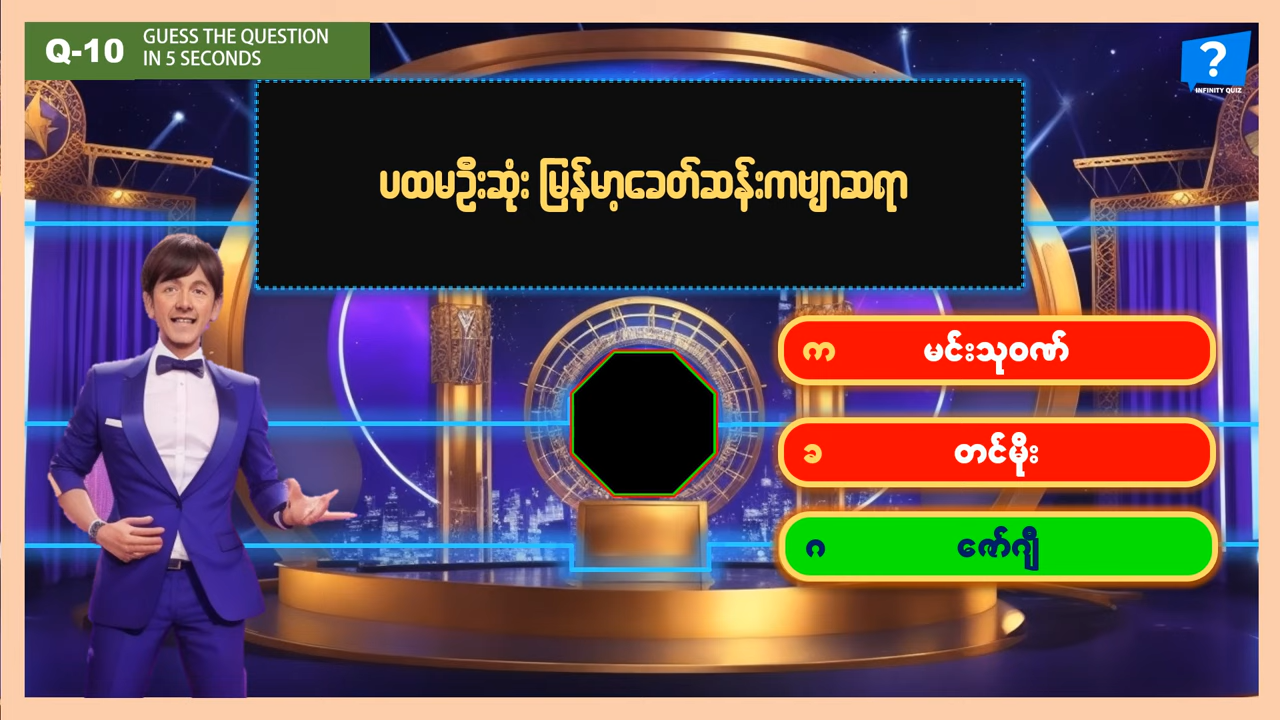 Q-10
GUESS THE QUESTION
IN 5 SECONDS
?
INFINITY QUIZ
ပထမဦးဆုံး မြန်မာ့ခေတ်ဆန်းကဗျာဆရာ
က မင်းသုဝဏ်
ခ တင်မိုး
ဂ ဇော်ဂျီ